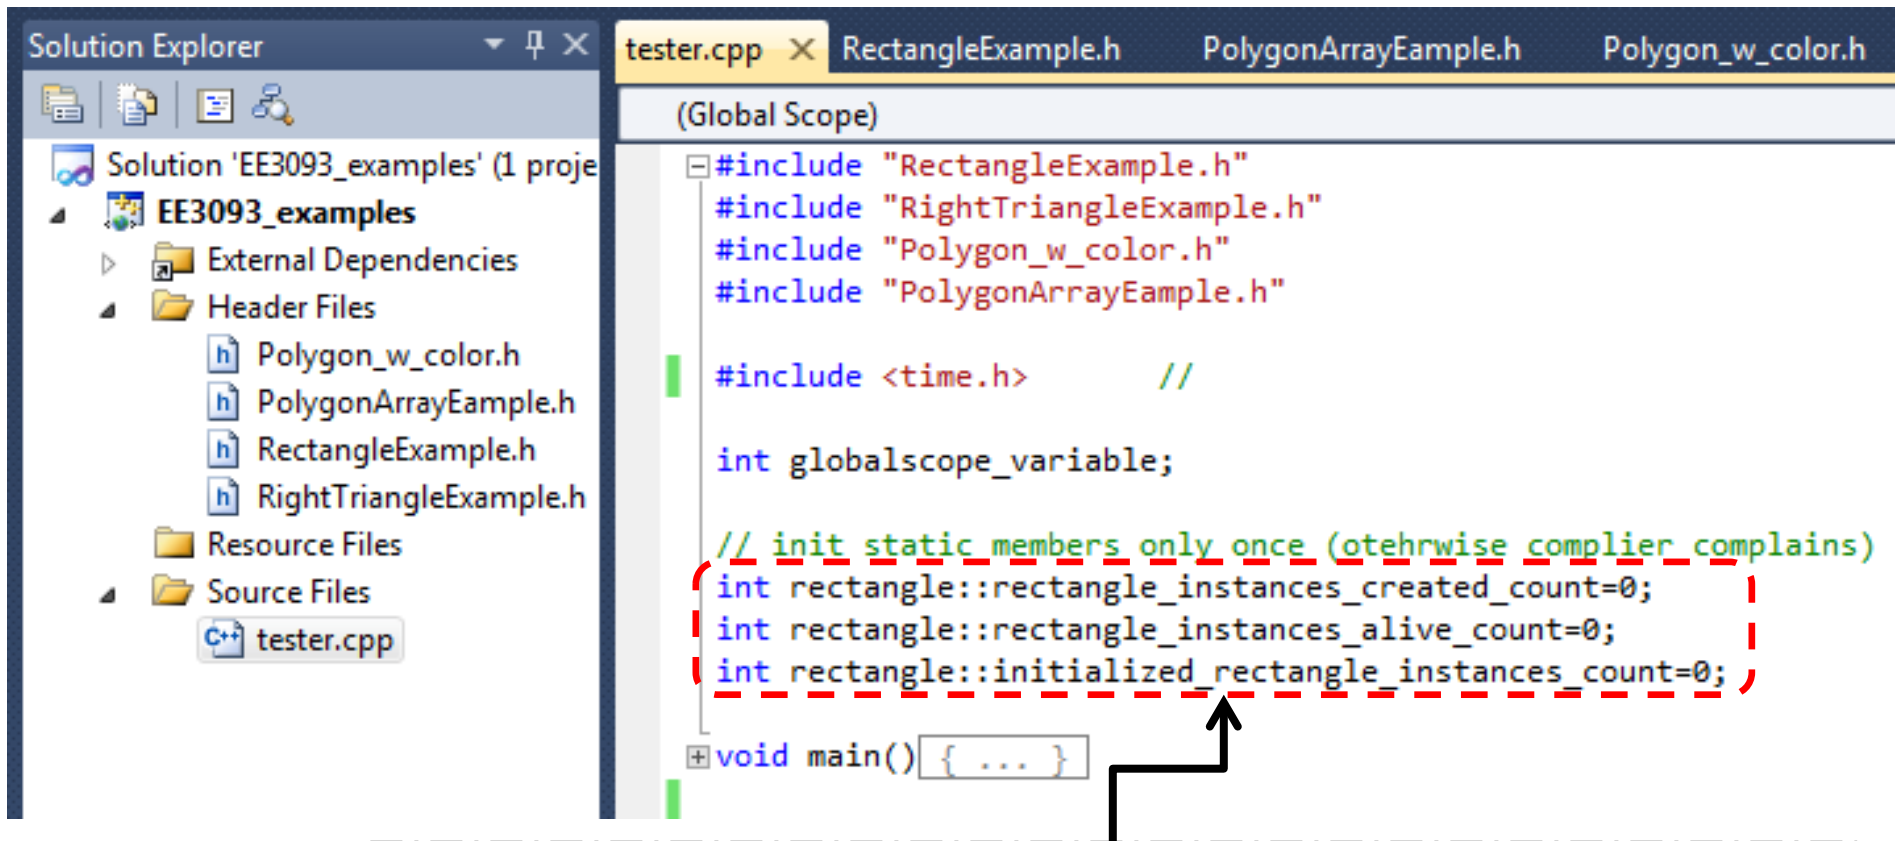 Solution Explorer
Solution 'EE3093_examples' (1 proje
EE3093_examples
External Dependencies
Header Files
Polygon_w_color.h
PolygonArrayEample.h
RectangleExample.h
RightTriangleExample.h
Resource Files
Source Files
tester.cpp
tester.cpp RectangleExample.h PolygonArrayEample.h Polygon_w_color.h
(Global Scope)
#include "RectangleExample.h"
#include "RightTriangleExample.h"
#include "Polygon_w_color.h"
#include "PolygonArrayEample.h"
#include <time.h> //
int globalscope_variable;
// init static members only once (otehrwise complier complains)
int rectangle::rectangle_instances_created_count=0;
int rectangle::rectangle_instances_alive_count=0;
int rectangle::initialized_rectangle_instances_count=0;
void main(){ ... }